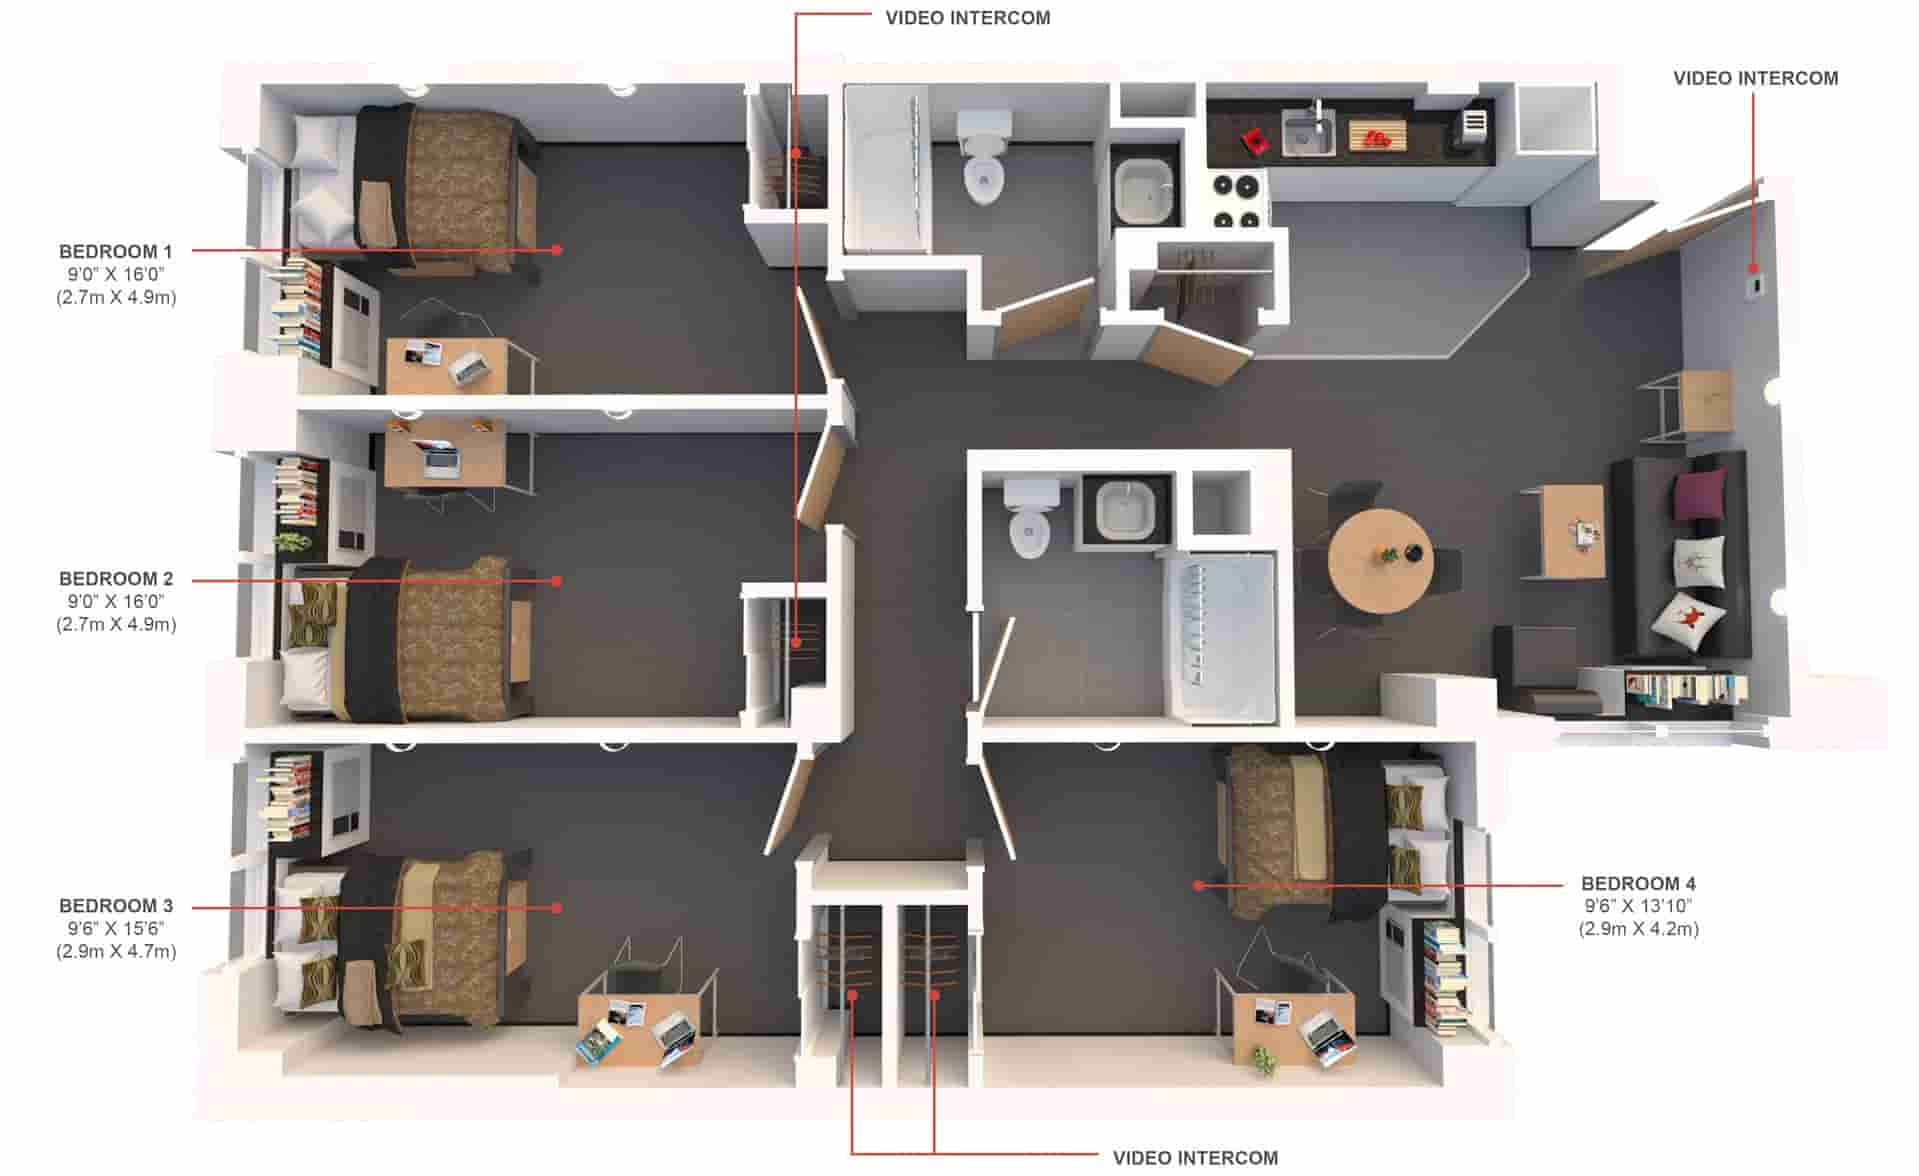 VIDEO INTERCOM
VIDEO INTERCOM
BEDROOM 1
9'0” X 16'0”
(2.7m X 4.9m)
BEDROOM 2
9'0” X 16'0”
(2.7m X 4.9m)
BEDROOM 3
9'6” X 15'6”
(2.9m X 4.7m)
BEDROOM 4
9'6” X 13'10”
(2.9m X 4.2m)
VIDEO INTERCOM